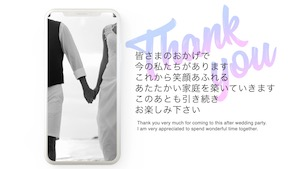 Thank
you
皆さまのおかげで
今の私たちがあります
これから笑顔あふれる
あたたかい家庭を築いていきます
このあとも引き続き
お楽しみ下さい
Thank you very much for coming to this after wedding party.
I am very appreciated to spend wonderful time together.